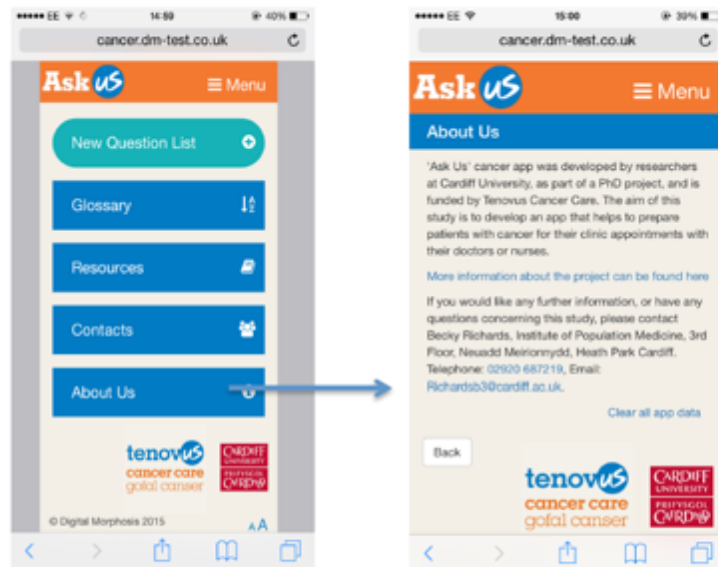 EE 14:59 40%
cancer.dm-test.co.uk
Ask us Menu
New Question List
Glossary
Resources
Contacts
About Us
tenovus
cancer care
gofal canser
CARDIFF
UNIVERSITY
PRIFYSGOL
CAERDYDD
© Digital Morphosis 2015 AA
EE 15:00 39%
cancer.dm-test.co.uk
Ask us Menu
About Us
'Ask Us' cancer app was developed by researchers
at Cardiff University, as part of a PhD project, and is
funded by Tenovus Cancer Care. The aim of this
study is to develop an app that helps to prepare
patients with cancer for their clinic appointments with
their doctors or nurses.
More information about the project can be found here
If you would like any further information, or have any
questions concerning this study, please contact
Becky Richards, Institute of Population Medicine, 3rd
Floor, Neuadd Meirionnydd, Heath Park Cardiff.
Telephone: 02920 687219, Email:
Richardsb3@cardiff.ac.uk.
Clear all app data
Back
tenovus
cancer care
gofal canser
CARDIFF
UNIVERSITY
PRIFYSGOL
CAERDYDD